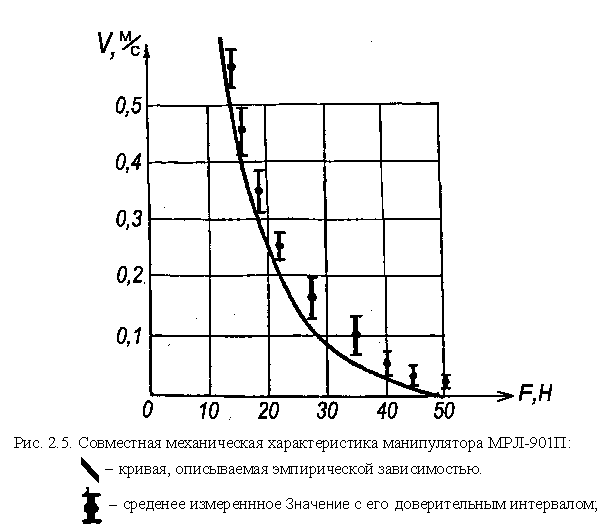 V, м/с
0,5
0,4
0,3
0,2
0,1
0 10 20 30 40 50 F,H
Рис. 2.5. Совместная механическая характеристика манипулятора МРЛ-901П:
– кривая, описываемая эмпирической зависимостью.
– среденее измереннное Значение с его доверительным интервалом;